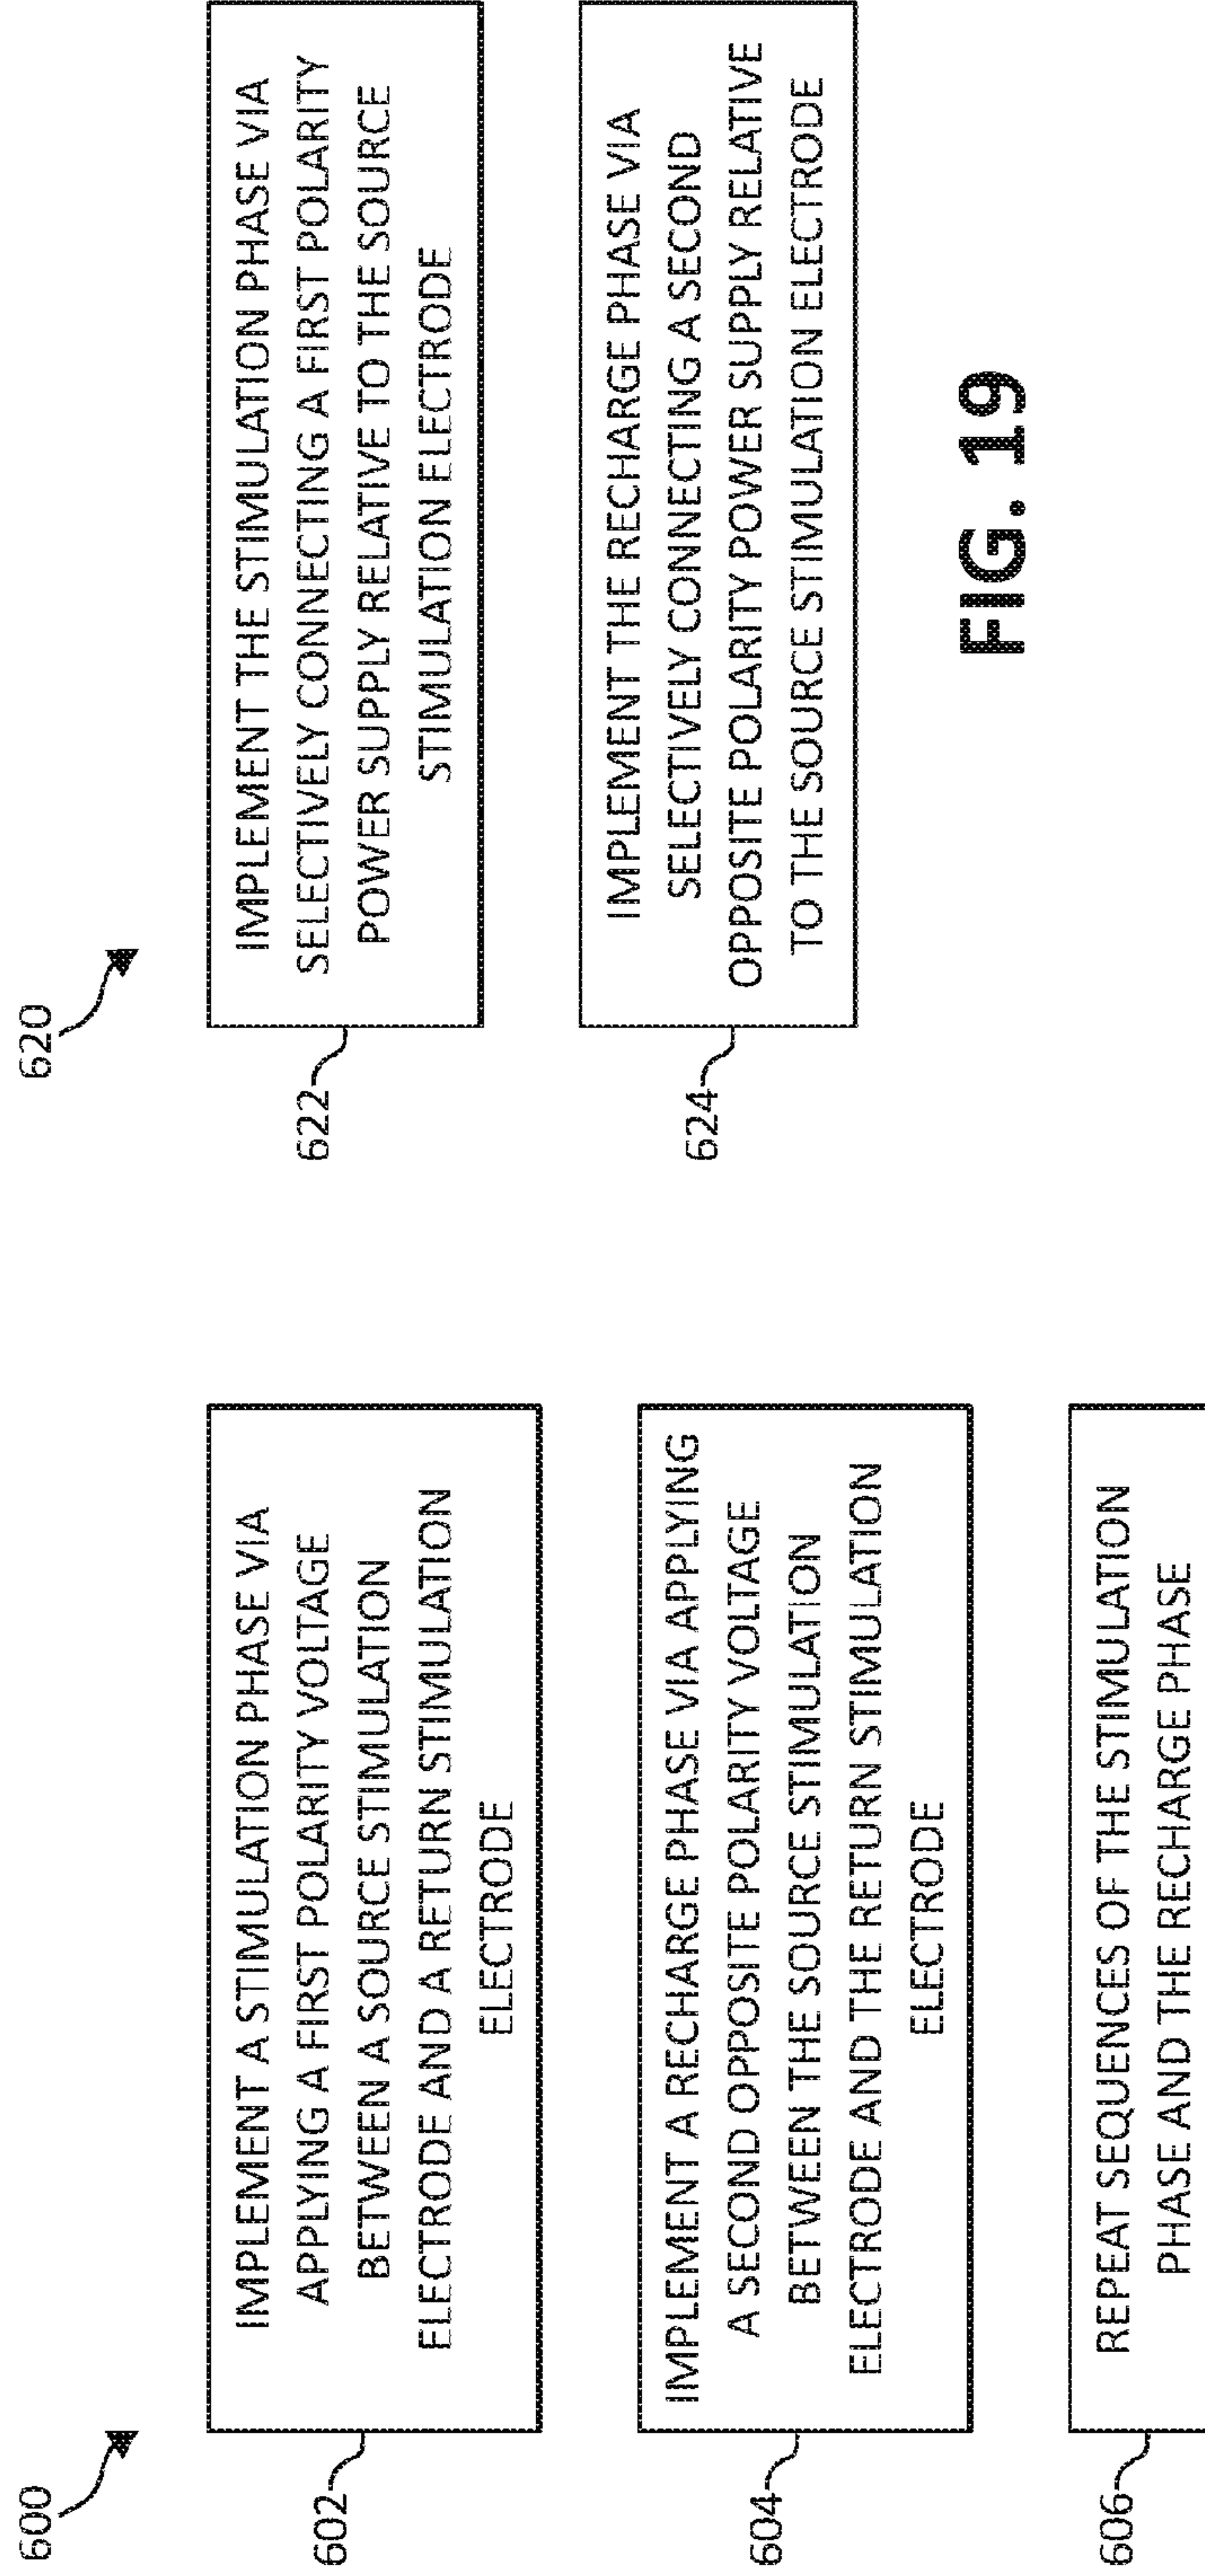 600
602
IMPLEMENT A STIMULATION PHASE VIA
APPLYING A FIRST POLARITY VOLTAGE
BETWEEN A SOURCE STIMULATION
ELECTRODE AND A RETURN STIMULATION
ELECTRODE
604
IMPLEMENT A RECHARGE PHASE VIA APPLYING
A SECOND OPPOSITE POLARITY VOLTAGE
BETWEEN THE SOURCE STIMULATION
ELECTRODE AND THE RETURN STIMULATION
ELECTRODE
606
REPEAT SEQUENCES OF THE STIMULATION
PHASE AND THE RECHARGE PHASE
620
622
IMPLEMENT THE STIMULATION PHASE VIA
SELECTIVELY CONNECTING A FIRST POLARITY
POWER SUPPLY RELATIVE TO THE SOURCE
STIMULATION ELECTRODE
624
IMPLEMENT THE RECHARGE PHASE VIA
SELECTIVELY CONNECTING A SECOND
OPPOSITE POLARITY POWER SUPPLY RELATIVE
TO THE SOURCE STIMULATION ELECTRODE
FIG. 19